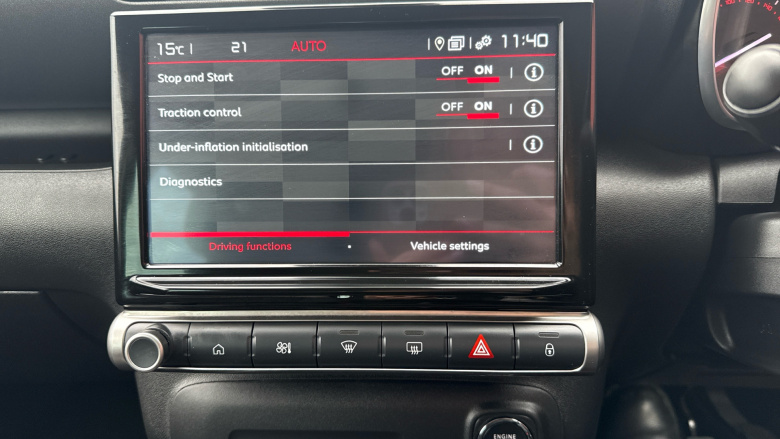 15°C 21 AUTO 11:40
Stop and Start OFF ON
Traction control OFF ON
Under-inflation initialisation
Diagnostics
Driving functions Vehicle settings
ENGINE